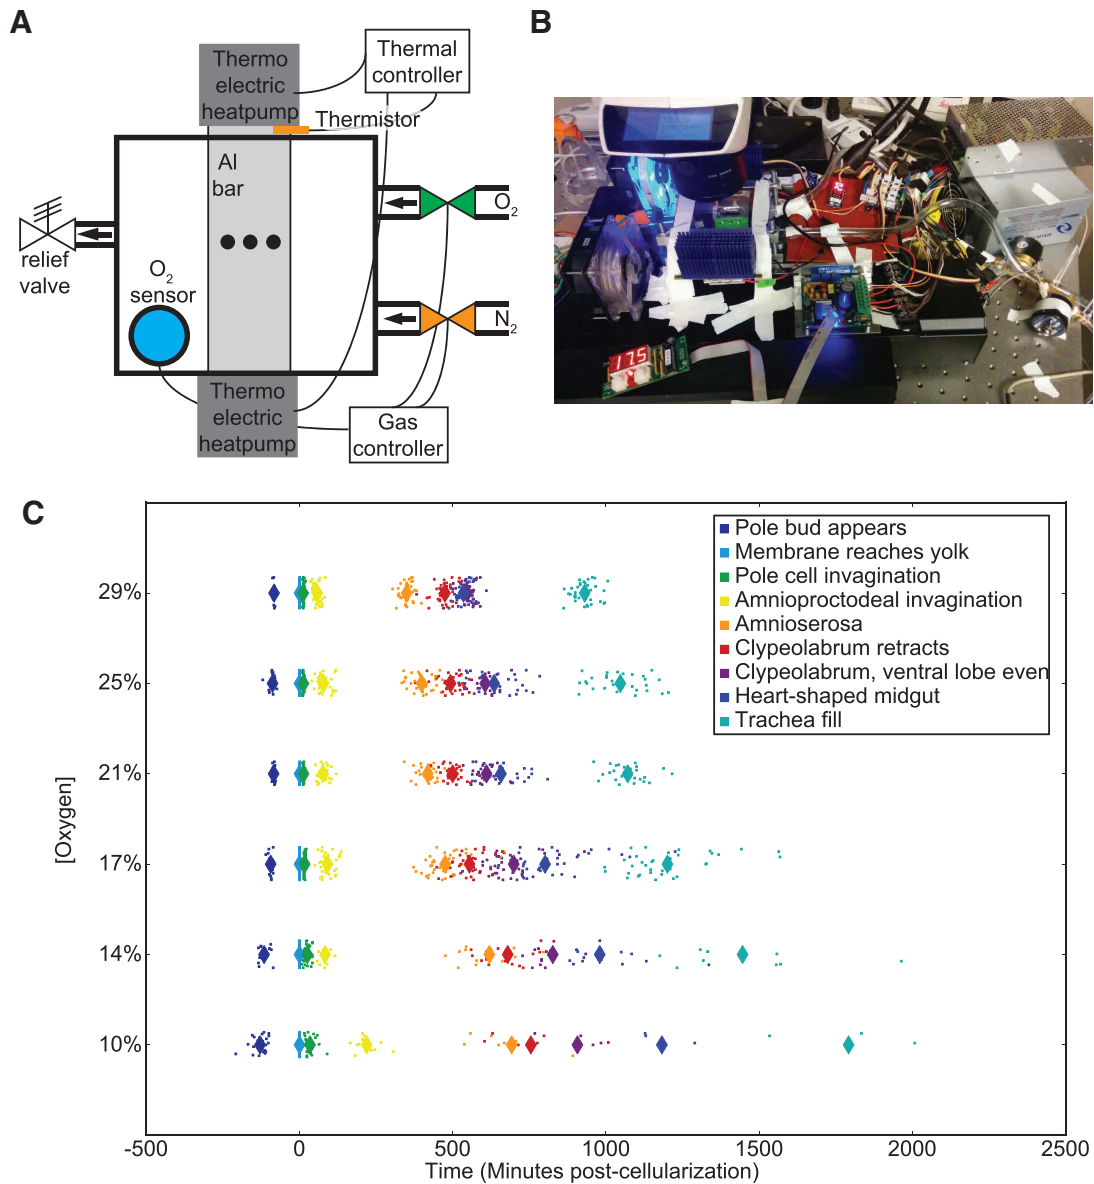 A
B
Thermo
electric
heatpump
Thermal
controller
Thermistor
Al
bar
O2
relief
valve
O2
sensor
N2
Thermo
electric
heatpump
Gas
controller
17.5
C
Pole bud appears
Membrane reaches yolk
Pole cell invagination
Amnioproctodeal invagination
Amnioserosa
Clypeolabrum retracts
Clypeolabrum, ventral lobe even
Heart-shaped midgut
Trachea fill
29%
25%
21%
17%
14%
10%
[Oxygen]
-500 0 500 1000 1500 2000 2500
Time (Minutes post-cellularization)